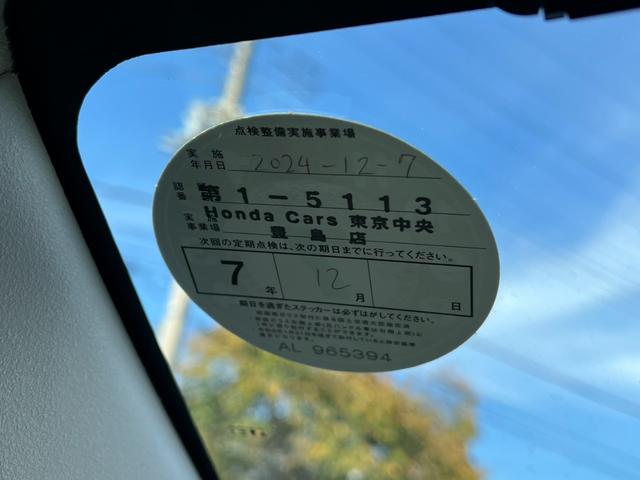 点検整備実施事業場
実施年月日 2024-12-7
認証番号 第1-5113
実施事業場 Honda Cars 東京中央
豊島店
次回の定期点検は、次の期日までに行ってください。
7年 12月 日
期日を過ぎたステッカーは必ずはがしてください。
AL 965394